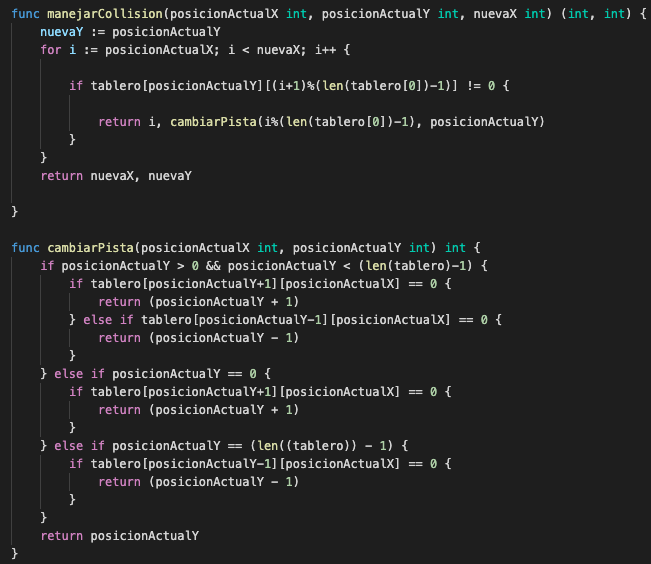 func manejarCollision(posicionActualX int, posicionActualY int, nuevaX int) (int, int) {
nuevaY := posicionActualY
for i := posicionActualX; i < nuevaX; i++ {
if tablero[posicionActualY][(i+1)%(len(tablero[0])-1)] != 0 {
return i, cambiarPista(i%(len(tablero[0])-1), posicionActualY)
}
}
return nuevaX, nuevaY
}
func cambiarPista(posicionActualX int, posicionActualY int) int {
if posicionActualY > 0 && posicionActualY < (len(tablero)-1) {
if tablero[posicionActualY+1][posicionActualX] == 0 {
return (posicionActualY + 1)
} else if tablero[posicionActualY-1][posicionActualX] == 0 {
return (posicionActualY - 1)
}
} else if posicionActualY == 0 {
if tablero[posicionActualY+1][posicionActualX] == 0 {
return (posicionActualY + 1)
}
} else if posicionActualY == (len((tablero)) - 1) {
if tablero[posicionActualY-1][posicionActualX] == 0 {
return (posicionActualY - 1)
}
}
return posicionActualY
}